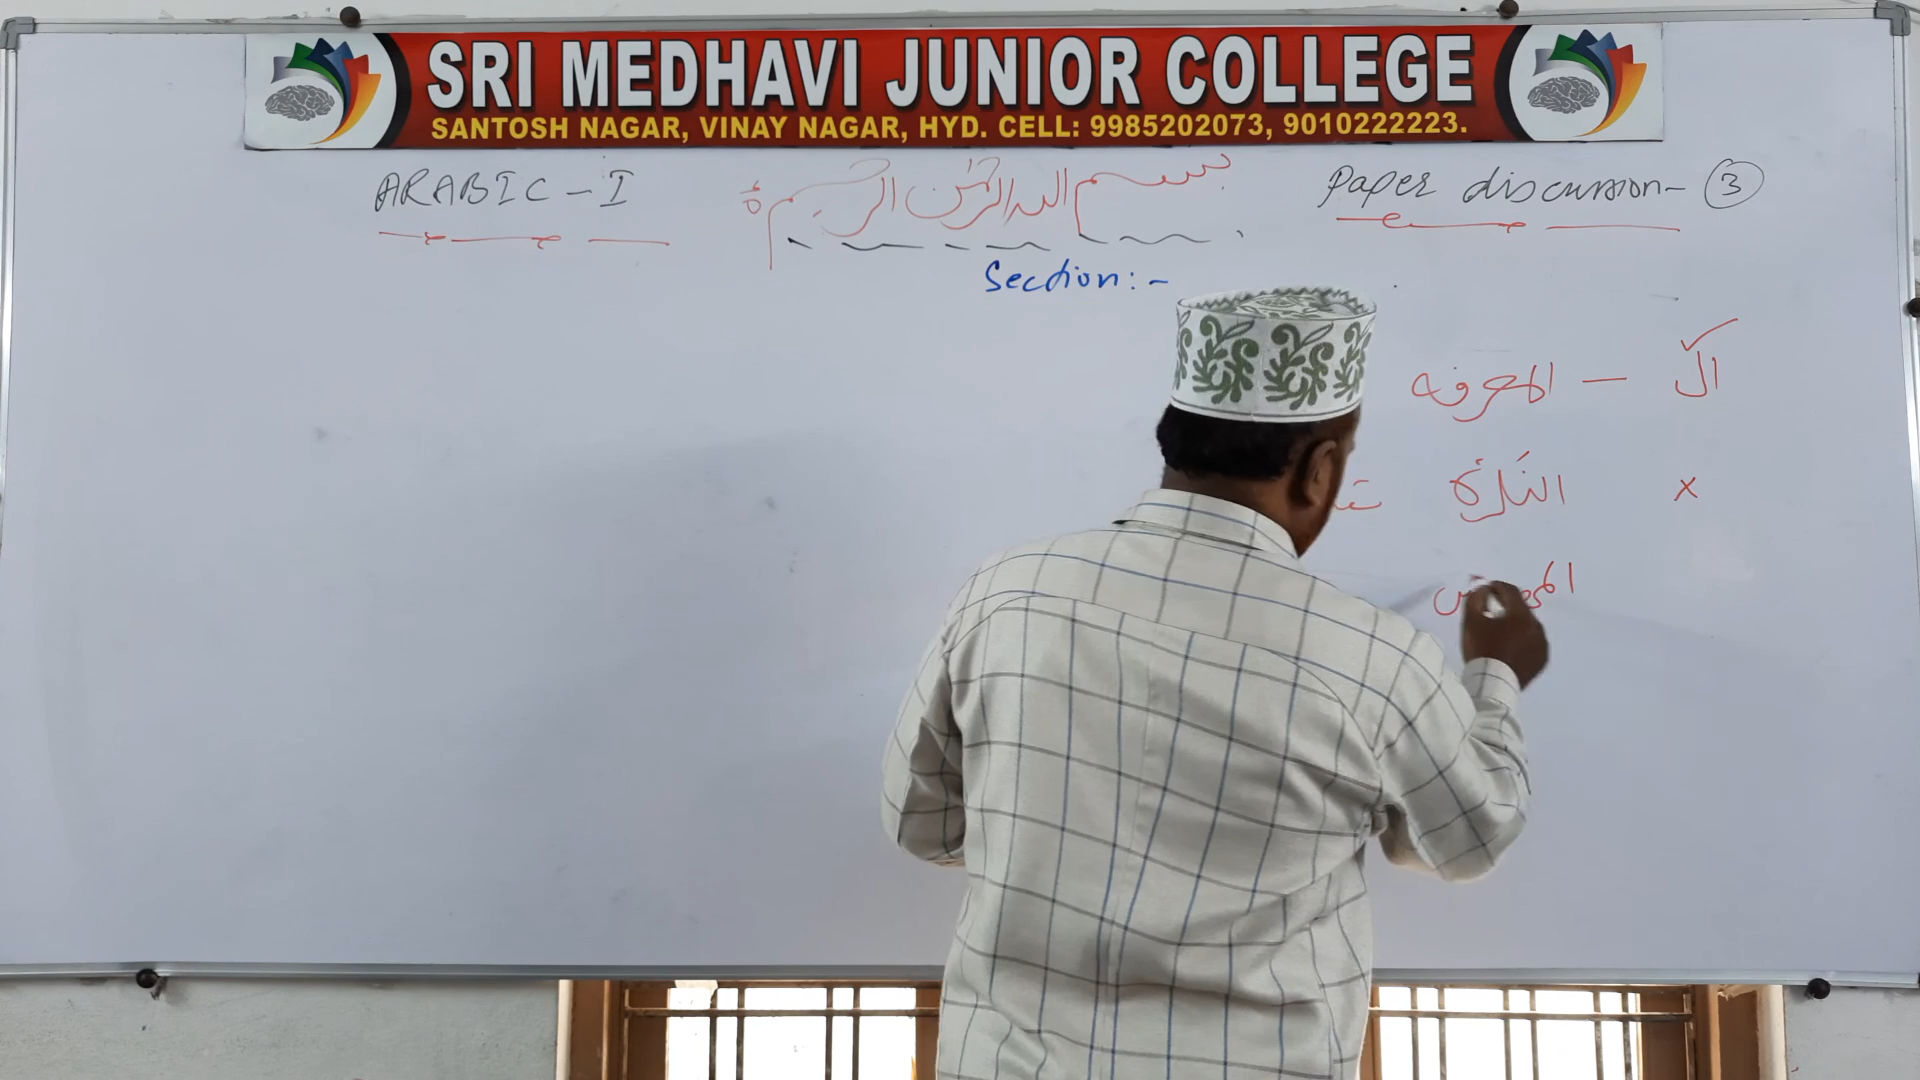 SRI MEDHAVI JUNIOR COLLEGE
SANTOSH NAGAR, VINAY NAGAR, HYD. CELL: 9985202073, 9010222223.
ARABIC - I
بسم الله الرحمن الرحيم
Paper discussion - 3
Section:-
ال — المعرفه
x النكرة